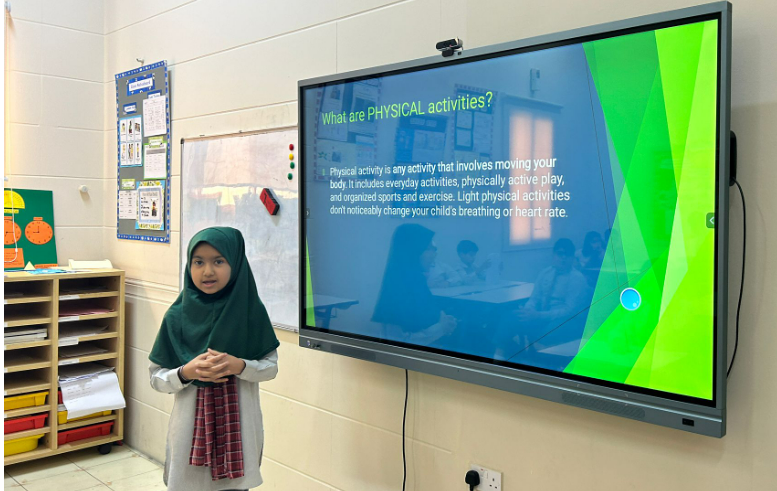 What are PHYSICAL activities?
Physical activity is any activity that involves moving your
body. It includes everyday activities, physically active play,
and organized sports and exercise. Light physical activities
don't noticeably change your child's breathing or heart rate.